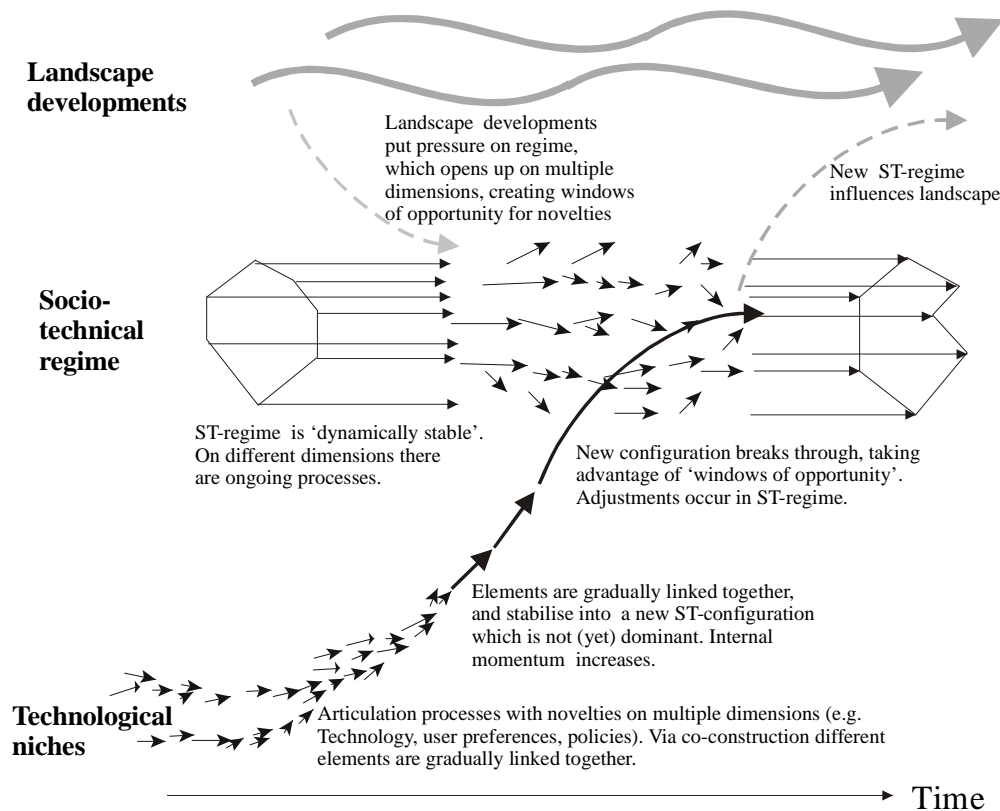 Landscape
developments
Landscape developments
put pressure on regime,
which opens up on multiple
dimensions, creating windows
of opportunity for novelties
New ST-regime
influences landscape
Socio-
technical
regime
ST-regime is ‘dynamically stable’.
On different dimensions there
are ongoing processes.
New configuration breaks through, taking
advantage of ‘windows of opportunity’.
Adjustments occur in ST-regime.
Elements are gradually linked together,
and stabilise into a new ST-configuration
which is not (yet) dominant. Internal
momentum increases.
Technological
niches
Articulation processes with novelties on multiple dimensions (e.g.
Technology, user preferences, policies). Via co-construction different
elements are gradually linked together.
Time